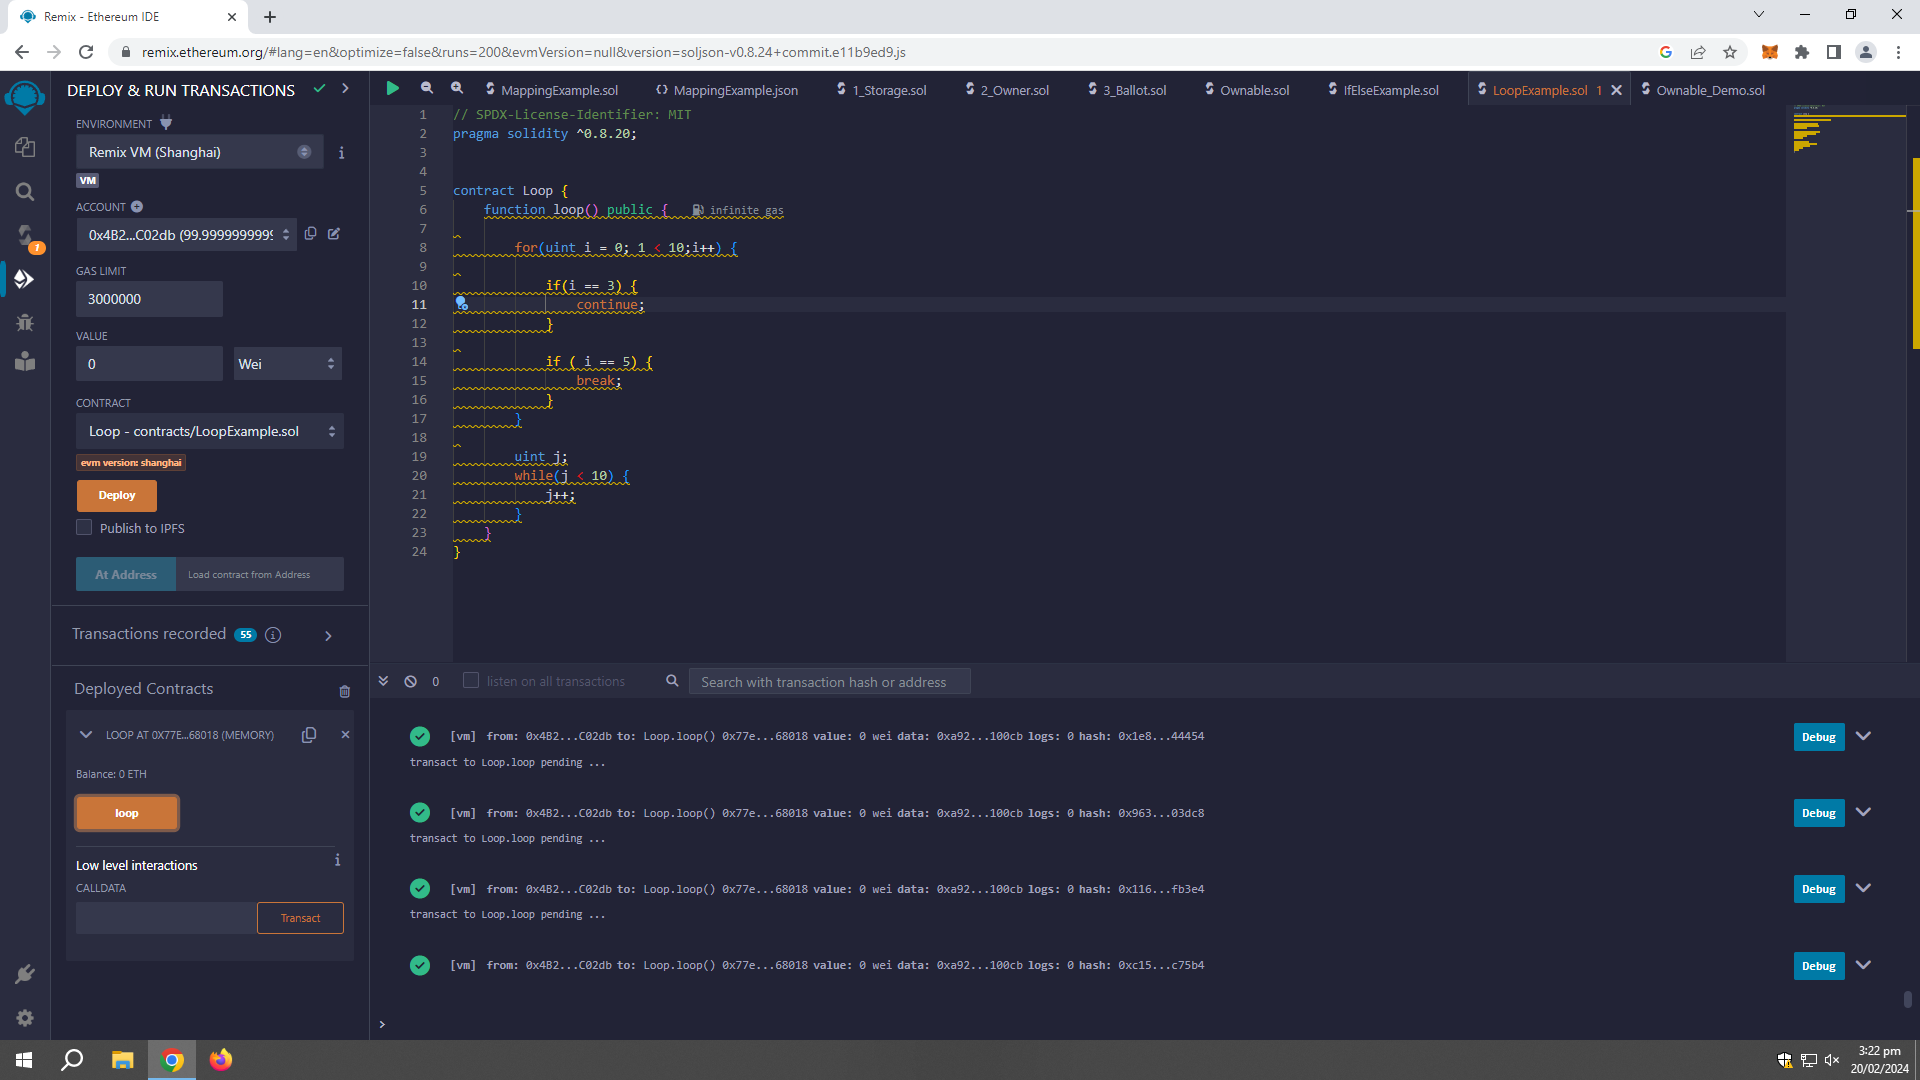 Remix - Ethereum IDE
remix.ethereum.org/#lang=en&optimize=false&runs=200&evmVersion=null&version=soljson-v0.8.24+commit.e11b9ed9.js
DEPLOY & RUN TRANSACTIONS
ENVIRONMENT
Remix VM (Shanghai)
VM
ACCOUNT
0x4B2...C02db (99.9999999999
GAS LIMIT
3000000
VALUE
0
Wei
CONTRACT
Loop - contracts/LoopExample.sol
evm version: shanghai
Deploy
Publish to IPFS
At Address
Load contract from Address
Transactions recorded 55
Deployed Contracts
LOOP AT 0X77E...68018 (MEMORY)
Balance: 0 ETH
loop
Low level interactions
CALLDATA
Transact
1
MappingExample.sol
MappingExample.json
1_Storage.sol
2_Owner.sol
3_Ballot.sol
Ownable.sol
IfElseExample.sol
LoopExample.sol 1
Ownable_Demo.sol
1 // SPDX-License-Identifier: MIT
2 pragma solidity ^0.8.20;
3
4
5 contract Loop {
6 function loop() public { infinite gas
7
8 for(uint i = 0; 1 < 10;i++) {
9
10 if(i == 3) {
11 continue;
12 }
13
14 if ( i == 5) {
15 break;
16 }
17 }
18
19 uint j;
20 while(j < 10) {
21 j++;
22 }
23 }
24 }
0
listen on all transactions
Search with transaction hash or address
[vm] from: 0x4B2...C02db to: Loop.loop() 0x77e...68018 value: 0 wei data: 0xa92...100cb logs: 0 hash: 0x1e8...44454
Debug
transact to Loop.loop pending ...
[vm] from: 0x4B2...C02db to: Loop.loop() 0x77e...68018 value: 0 wei data: 0xa92...100cb logs: 0 hash: 0x963...03dc8
Debug
transact to Loop.loop pending ...
[vm] from: 0x4B2...C02db to: Loop.loop() 0x77e...68018 value: 0 wei data: 0xa92...100cb logs: 0 hash: 0x116...fb3e4
Debug
transact to Loop.loop pending ...
[vm] from: 0x4B2...C02db to: Loop.loop() 0x77e...68018 value: 0 wei data: 0xa92...100cb logs: 0 hash: 0xc15...c75b4
Debug
>
3:22 pm
20/02/2024